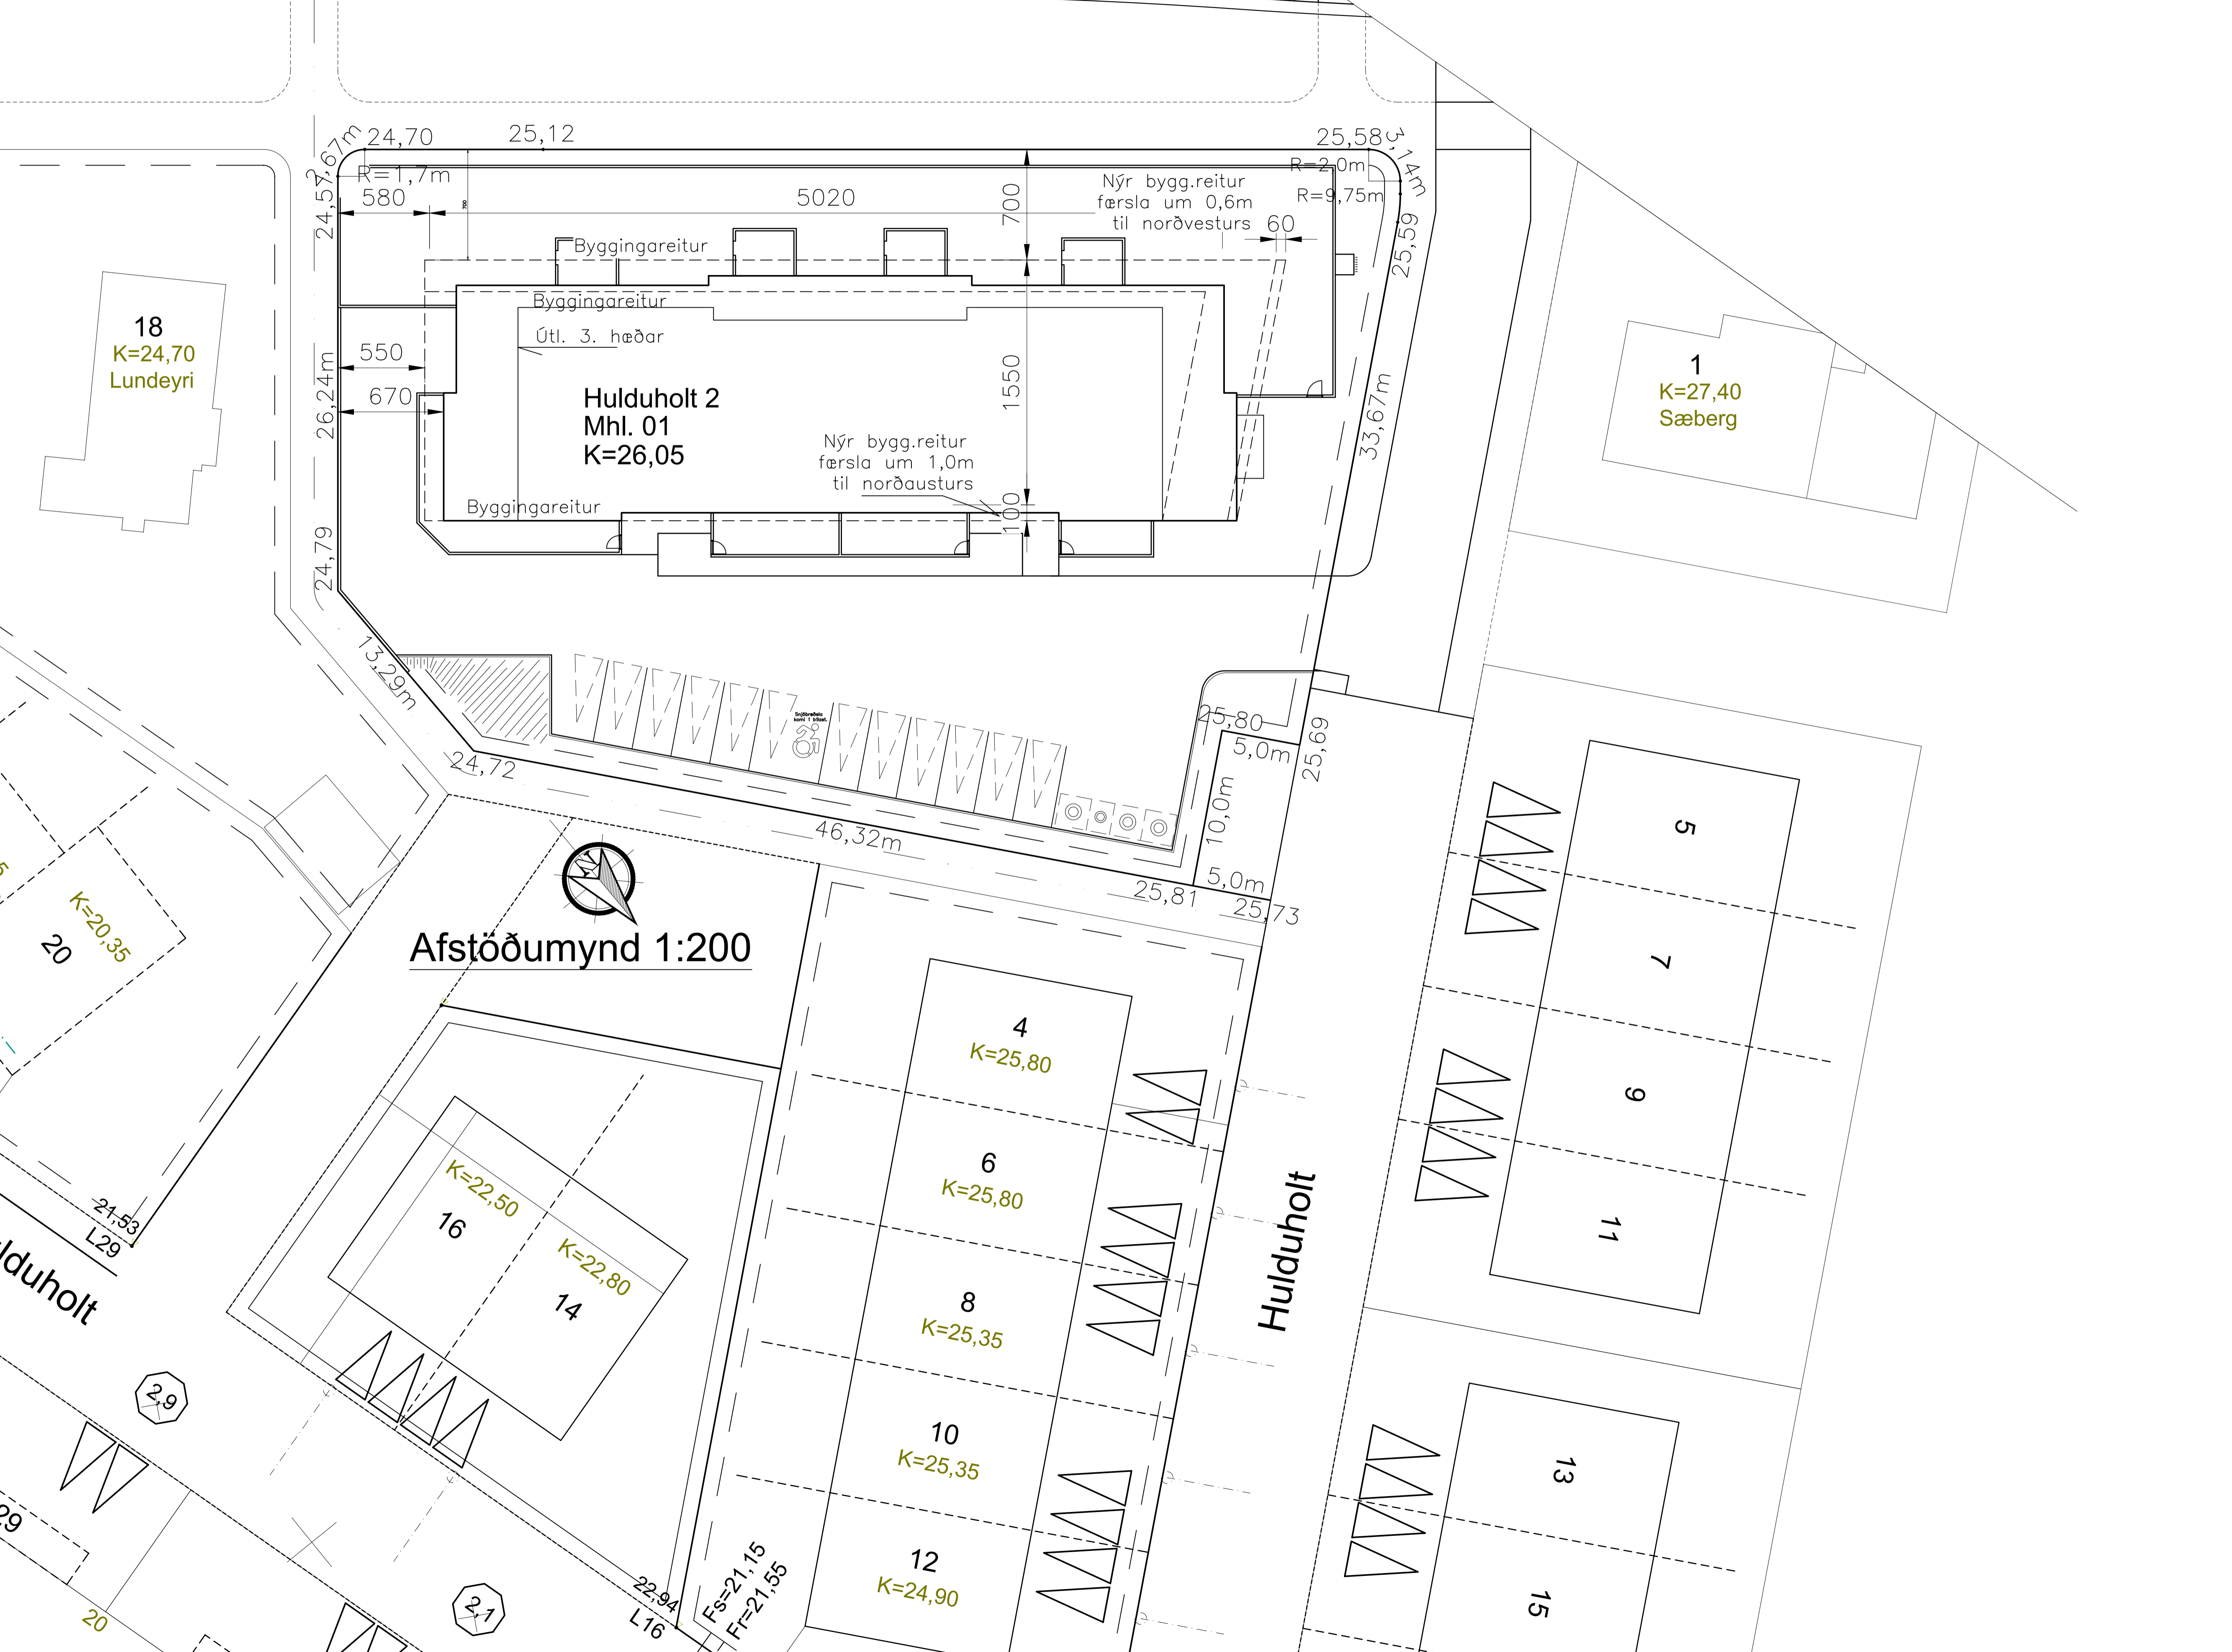 2,67m
24,70
25,12
25,58
3,14m
R=1,7m
R=2,0m
R=9,75m
24,57
580
5020
700
700
Nýr bygg.reitur
færsla um 0,6m
til norðvesturs
60
25,59
Byggingareitur
Byggingareitur
Útl. 3. hæðar
18
K=24,70
Lundeyri
550
670
26,24m
1550
33,67m
Hulduholt 2
Mhl. 01
K=26,05
Nýr bygg.reitur
færsla um 1,0m
til norðausturs
Byggingareitur
100
24,79
1
K=27,40
Sæberg
13,29m
24,72
46,32m
25,80
5,0m
25,69
10,0m
5,0m
25,81
25,73
Afstöðumynd 1:200
K=20,35
20
4
K=25,80
6
K=25,80
8
K=25,35
10
K=25,35
12
K=24,90
5
7
9
11
13
15
Hulduholt
K=22,50
16
K=22,80
14
21,53
L29
lduholt
2,9
2,1
29
20
22,94
L16
Fs=21,15
Fr=21,55